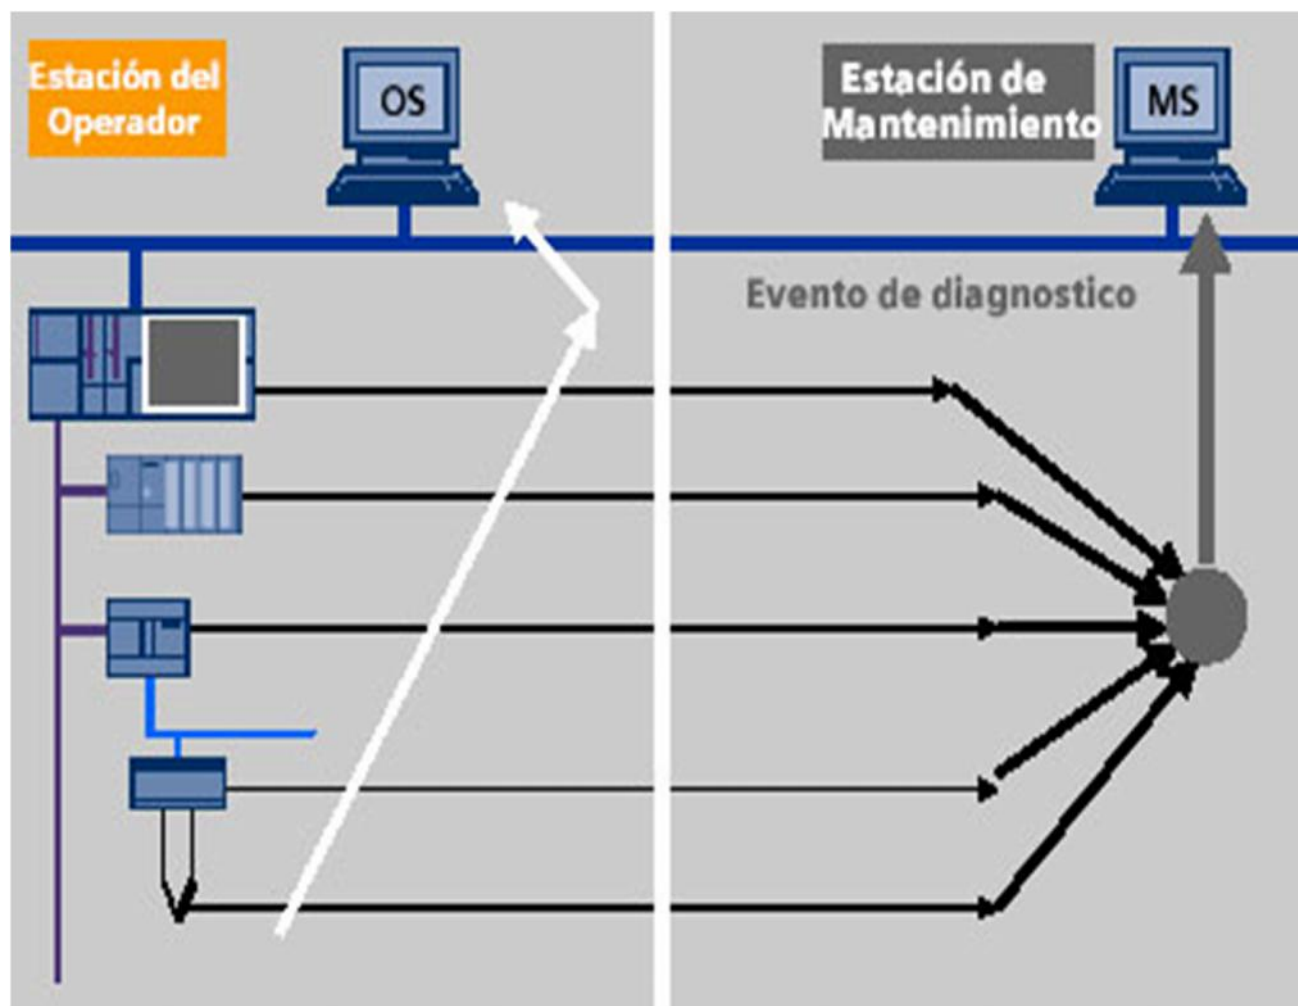 Estación del
Operador
OS
Estación de
Mantenimiento
MS
Evento de diagnostico